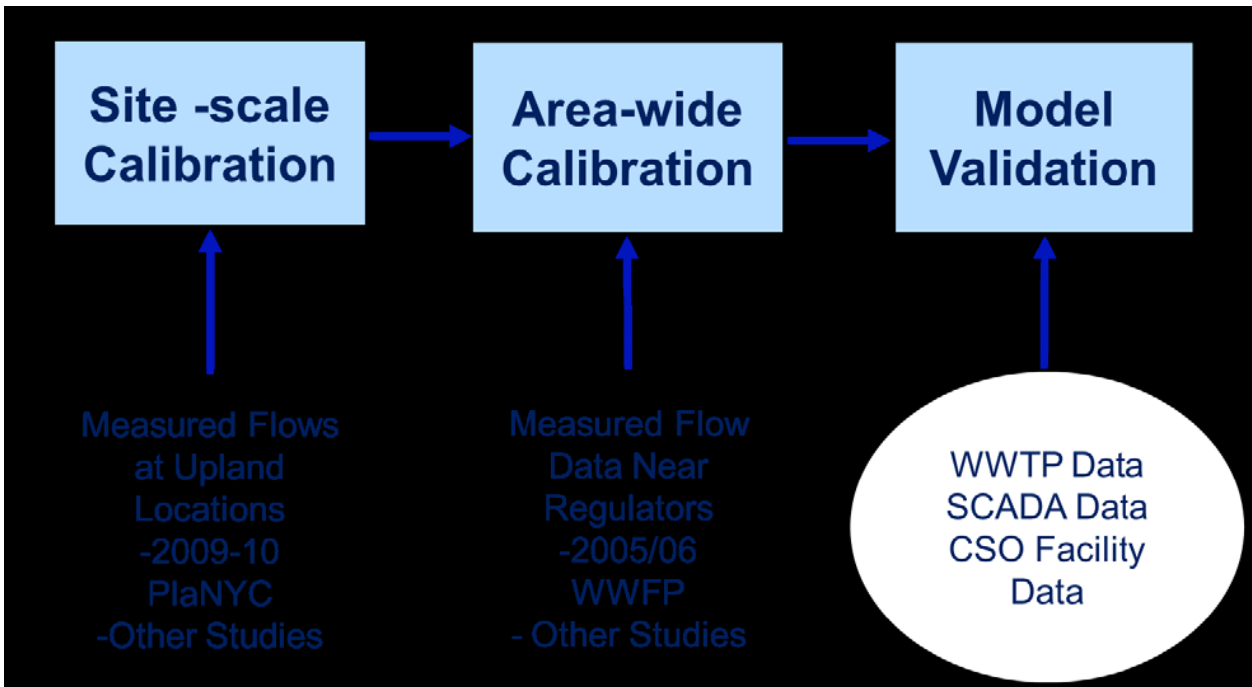 Site -scale
Calibration
Area-wide
Calibration
Model
Validation
Measured Flows
at Upland
Locations
-2009-10
PlaNYC
-Other Studies
Measured Flow
Data Near
Regulators
-2005/06
WWFP
- Other Studies
WWTP Data
SCADA Data
CSO Facility
Data